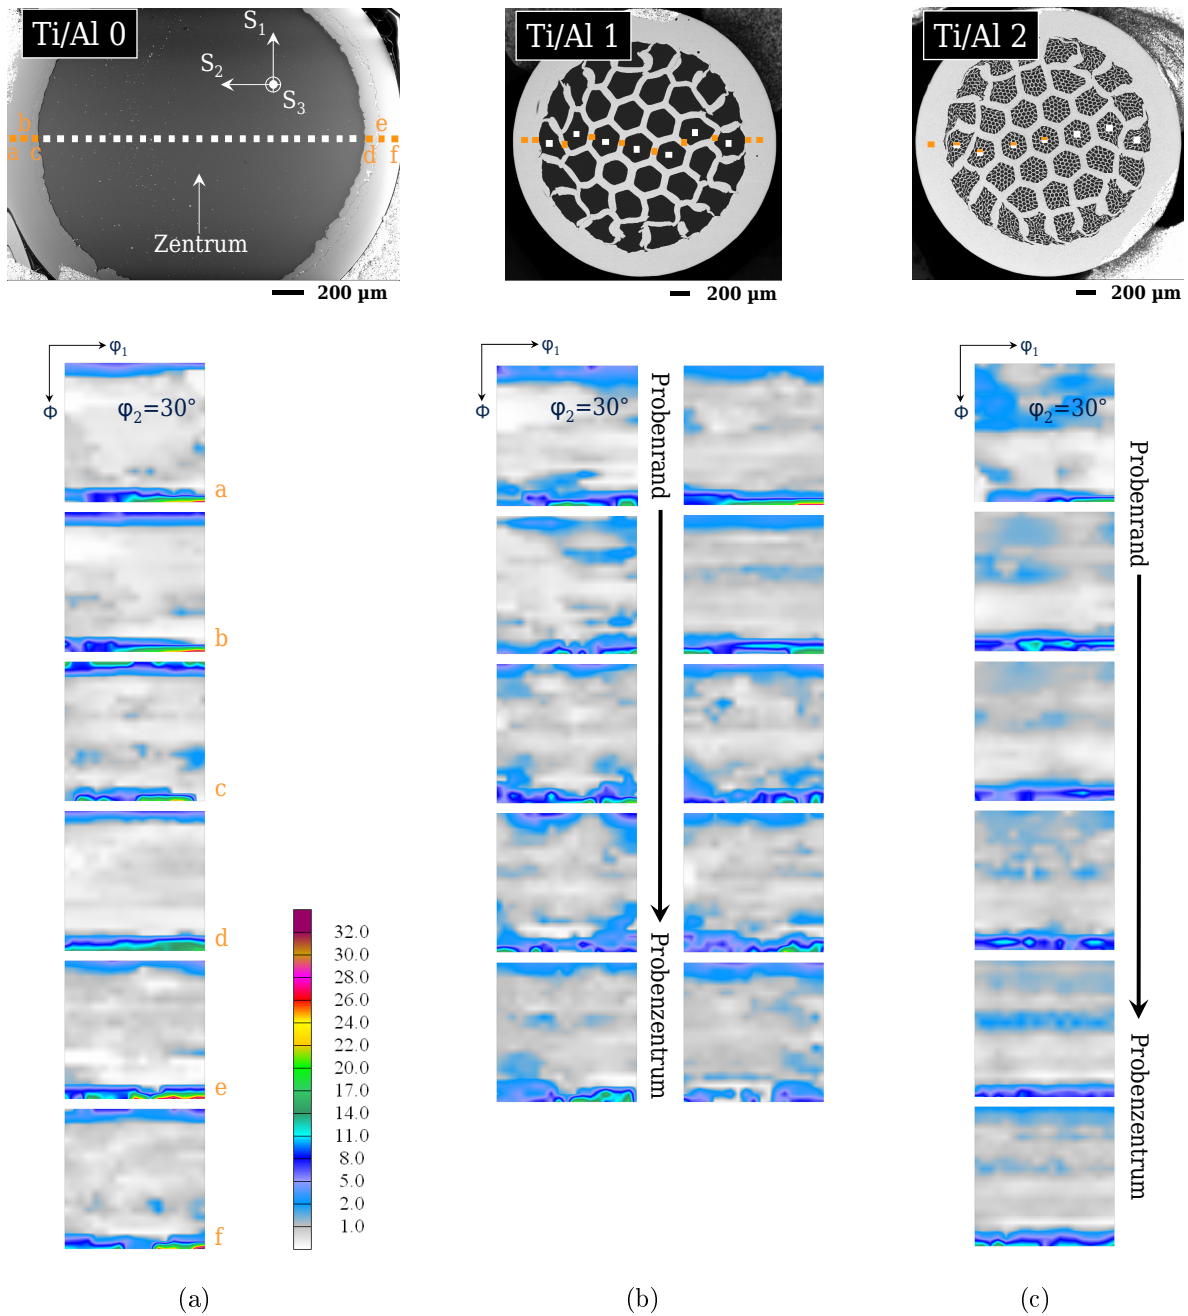 Ti/Al 0
S1
S2
S3
b
e
a
c
d
f
Zentrum
200 µm
Ti/Al 1
200 µm
Ti/Al 2
200 µm
φ1
Φ
φ2=30°
a
b
c
d
e
f
32.0
30.0
28.0
26.0
24.0
22.0
20.0
17.0
14.0
11.0
8.0
5.0
2.0
1.0
φ1
Φ
φ2=30°
Probenrand
Probenzentrum
φ1
Φ
φ2=30°
Probenrand
Probenzentrum
(a)
(b)
(c)